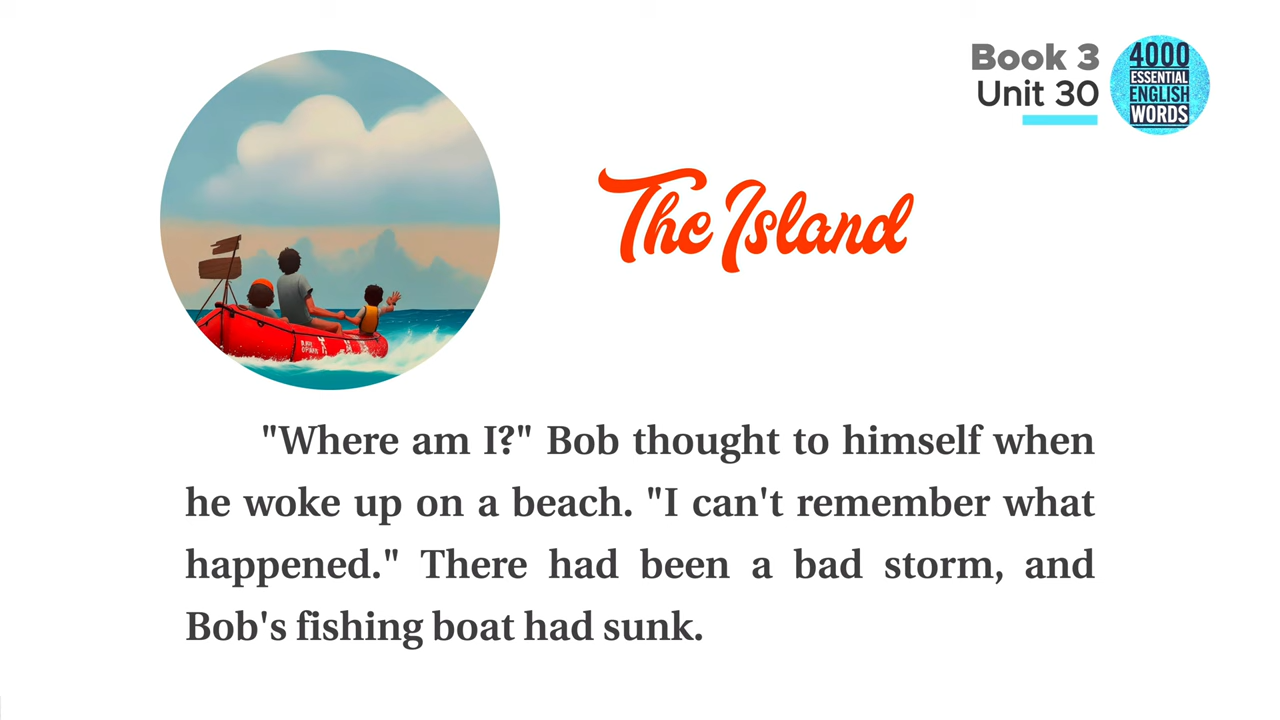 Book 3
Unit 30
4000
ESSENTIAL
ENGLISH
WORDS
The Island
"Where am I?" Bob thought to himself when
he woke up on a beach. "I can't remember what
happened." There had been a bad storm, and
Bob's fishing boat had sunk.